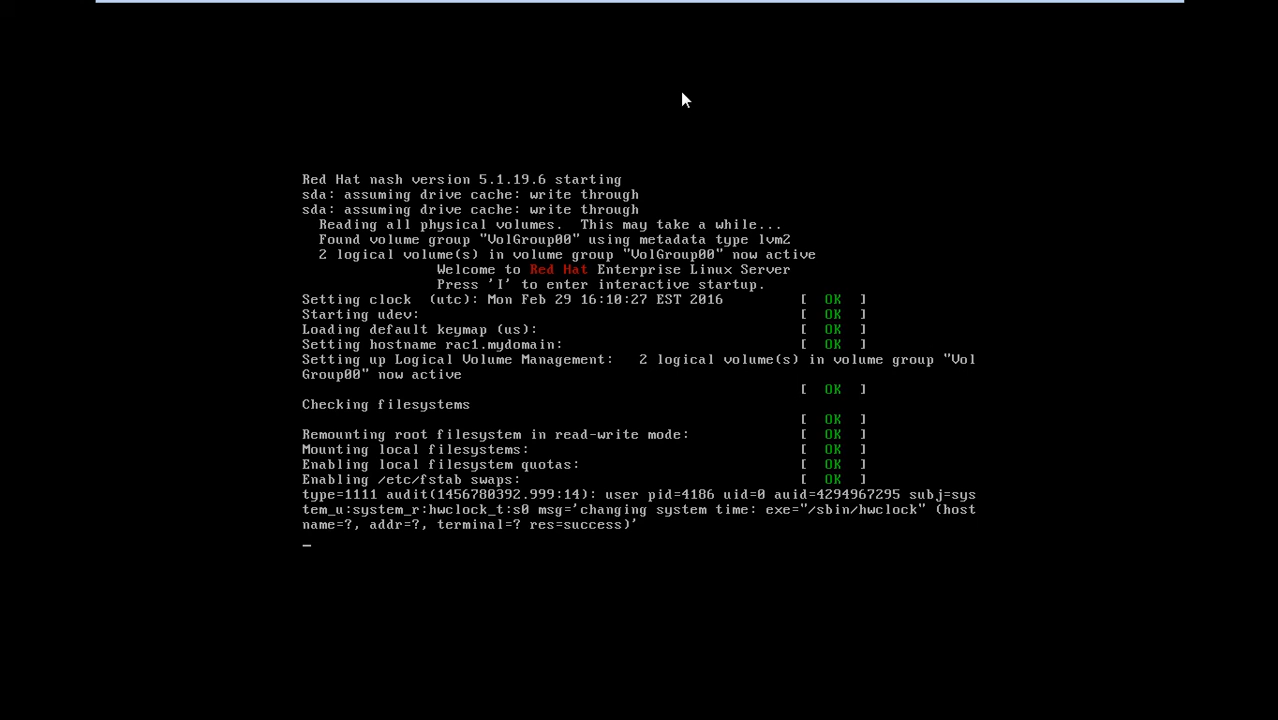 Red Hat nash version 5.1.19.6 starting
sda: assuming drive cache: write through
sda: assuming drive cache: write through
Reading all physical volumes.  This may take a while...
Found volume group "VolGroup00" using metadata type lvm2
2 logical volume(s) in volume group "VolGroup00" now active
Welcome to Red Hat Enterprise Linux Server
Press 'I' to enter interactive startup.
Setting clock  (utc): Mon Feb 29 16:10:27 EST 2016 [  OK  ]
Starting udev: [  OK  ]
Loading default keymap (us): [  OK  ]
Setting hostname rac1.mydomain: [  OK  ]
Setting up Logical Volume Management:   2 logical volume(s) in volume group "Vol
Group00" now active
[  OK  ]
Checking filesystems
[  OK  ]
Remounting root filesystem in read-write mode: [  OK  ]
Mounting local filesystems: [  OK  ]
Enabling local filesystem quotas: [  OK  ]
Enabling /etc/fstab swaps: [  OK  ]
type=1111 audit(1456780392.999:14): user pid=4186 uid=0 auid=4294967295 subj=sys
tem_u:system_r:hwclock_t:s0 msg='changing system time: exe="/sbin/hwclock" (host
name=?, addr=?, terminal=? res=success)'
_